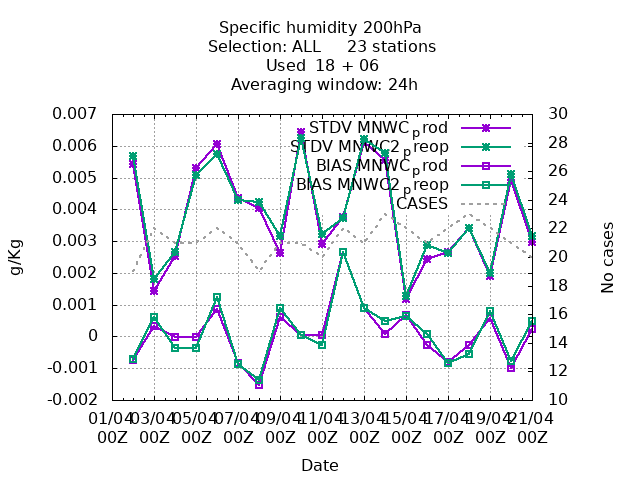 Specific humidity 200hPa
Selection: ALL 23 stations
Used 18 + 06
Averaging window: 24h
STDV MNWC_prod
STDV MNWC2_preop
BIAS MNWC_prod
BIAS MNWC2_preop
CASES
g/Kg
0.007
0.006
0.005
0.004
0.003
0.002
0.001
0
-0.001
-0.002
No cases
30
28
26
24
22
20
18
16
14
12
10
01/04 03/04 05/04 07/04 09/04 11/04 13/04 15/04 17/04 19/04 21/04
00Z 00Z 00Z 00Z 00Z 00Z 00Z 00Z 00Z 00Z 00Z
Date